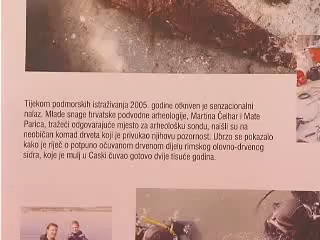 Tijekom podmorskih istraživanja 2005. godine otkriven je senzacionalni
nalaz. Mlade snage hrvatske podvodne arheologije, Martina Čelhar i Mate
Parica, tražeći odgovarajuće mjesto za arheološku sondu, naišli su na
neobičan komad drveta koji je privukao njihovu pozornost. Ubrzo se pokazalo
kako je riječ o potpuno očuvanom drvenom dijelu rimskog olovno-drvenog
sidra, koje je mulj u Caski čuvao gotovo dvije tisuće godina.